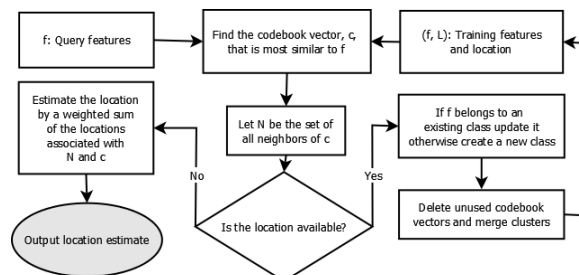 f: Query features
Find the codebook vector, c,
that is most similar to f
(f, L): Training features
and location
Estimate the location
by a weighted sum
of the locations
associated with
N and c
Let N be the set of
all neighbors of c
If f belongs to an
existing class update it
otherwise create a new class
No
Yes
Is the location available?
Delete unused codebook
vectors and merge clusters
Output location estimate